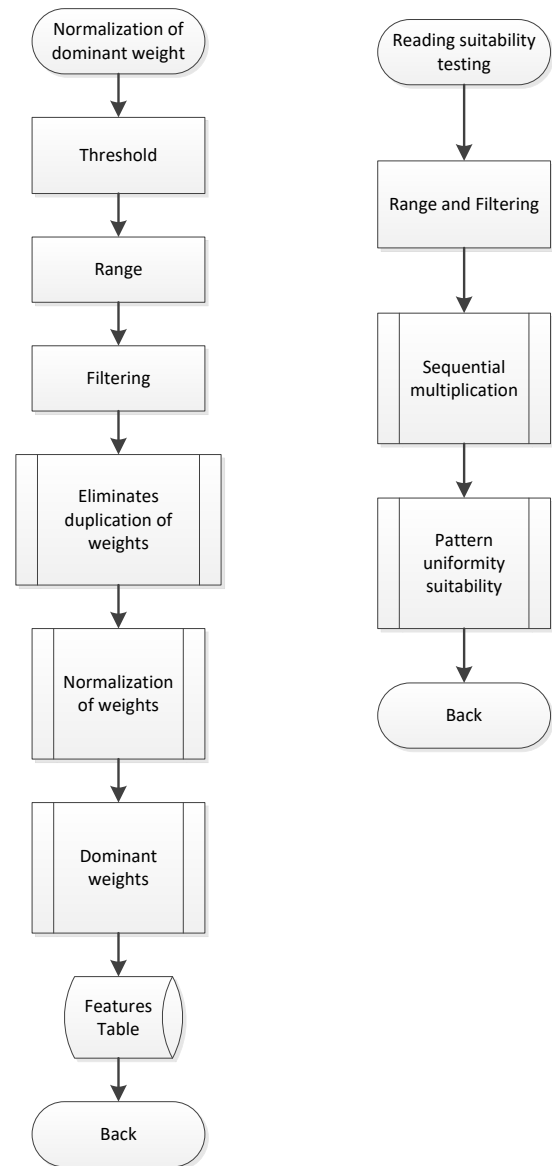 Normalization of
dominant weight
Threshold
Range
Filtering
Eliminates
duplication of
weights
Normalization
of weights
Dominant
weights
Features
Table
Back
Reading suitability
testing
Range and Filtering
Sequential
multiplication
Pattern
uniformity
suitability
Back